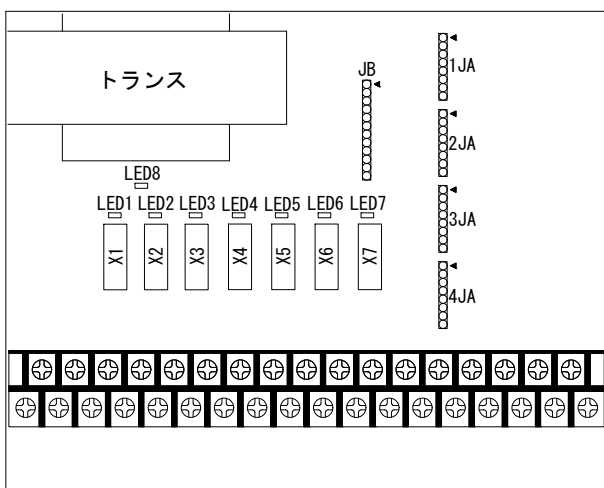 トランス
JB
1JA
2JA
3JA
4JA
LED8
LED1 LED2 LED3 LED4 LED5 LED6 LED7
X1 X2 X3 X4 X5 X6 X7